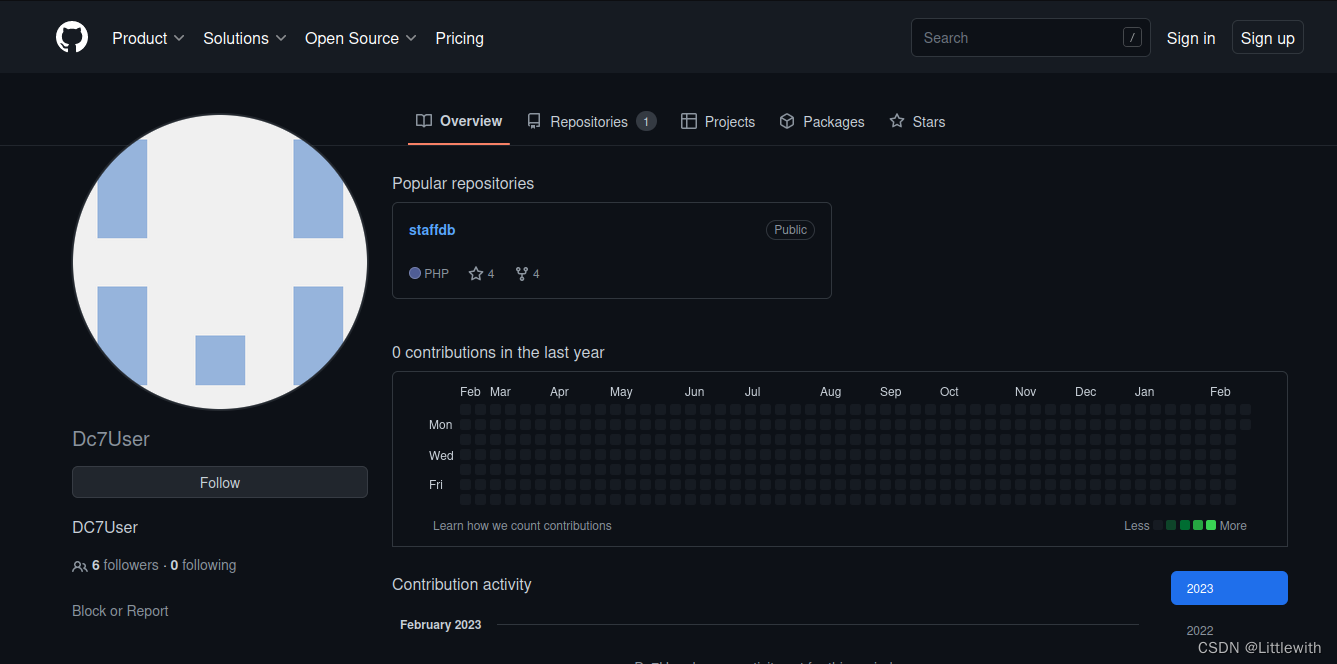 Product Solutions Open Source Pricing Search / Sign in Sign up
Overview Repositories 1 Projects Packages Stars
Popular repositories
staffdb Public
PHP 4 4
0 contributions in the last year
Feb Mar Apr May Jun Jul Aug Sep Oct Nov Dec Jan Feb
Mon
Wed
Fri
Learn how we count contributions Less More
Dc7User
Follow
DC7User
6 followers · 0 following
Block or Report
Contribution activity
2023
February 2023
2022
CSDN @Littlewith